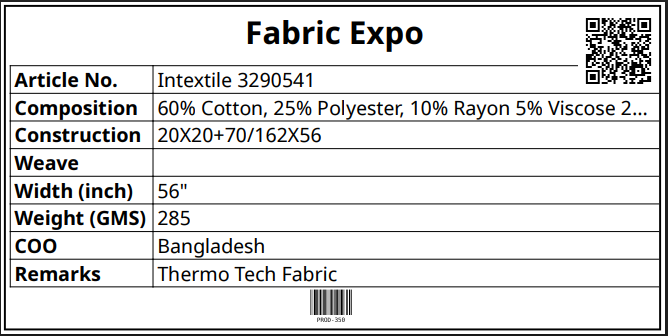 Fabric Expo
Article No. Intextile 3290541
Composition 60% Cotton, 25% Polyester, 10% Rayon 5% Viscose 2...
Construction 20X20+70/162X56
Weave
Width (inch) 56"
Weight (GMS) 285
COO Bangladesh
Remarks Thermo Tech Fabric
PROD-350